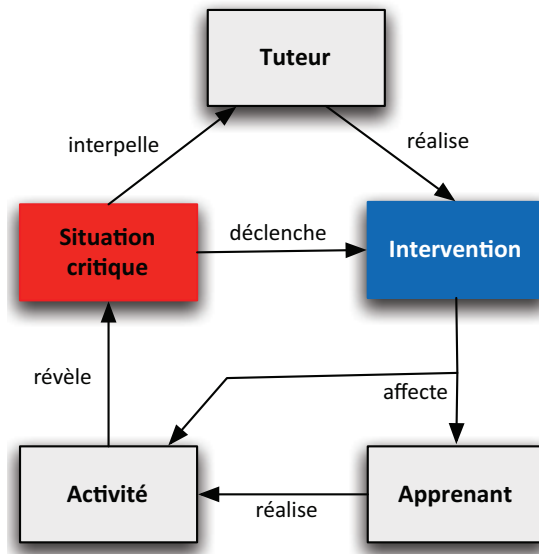 Tuteur
interpelle
réalise
Situation
critique
déclenche
Intervention
révèle
affecte
Activité
réalise
Apprenant